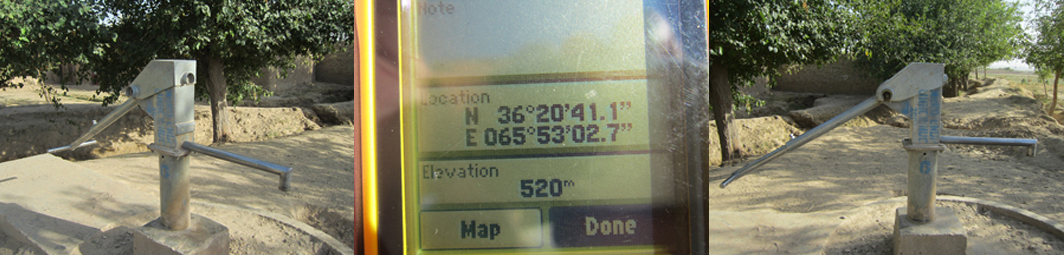 Note
Location
N 36°20'41.1"
E 065°53'02.7"
Elevation
520m
Map
Done